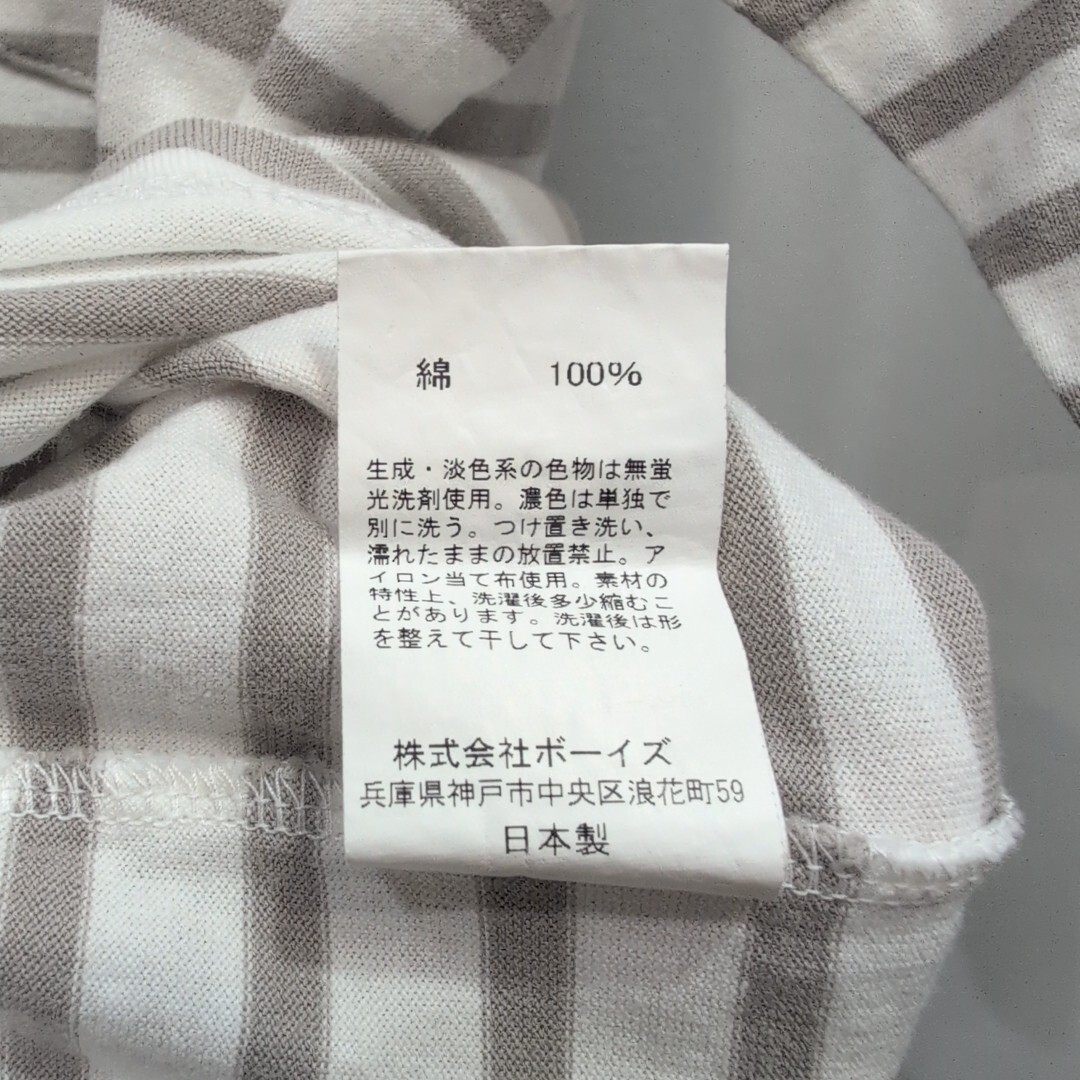 綿 100%
生成・淡色系の色物は無蛍
光洗剤使用。濃色は単独で
別に洗う。つけ置き洗い、
濡れたままの放置禁止。ア
イロン当て布使用。素材の
特性上、洗濯後多少縮むこ
とがあります。洗濯後は形
を整えて干して下さい。
株式会社ボーイズ
兵庫県神戸市中央区浪花町59
日本製